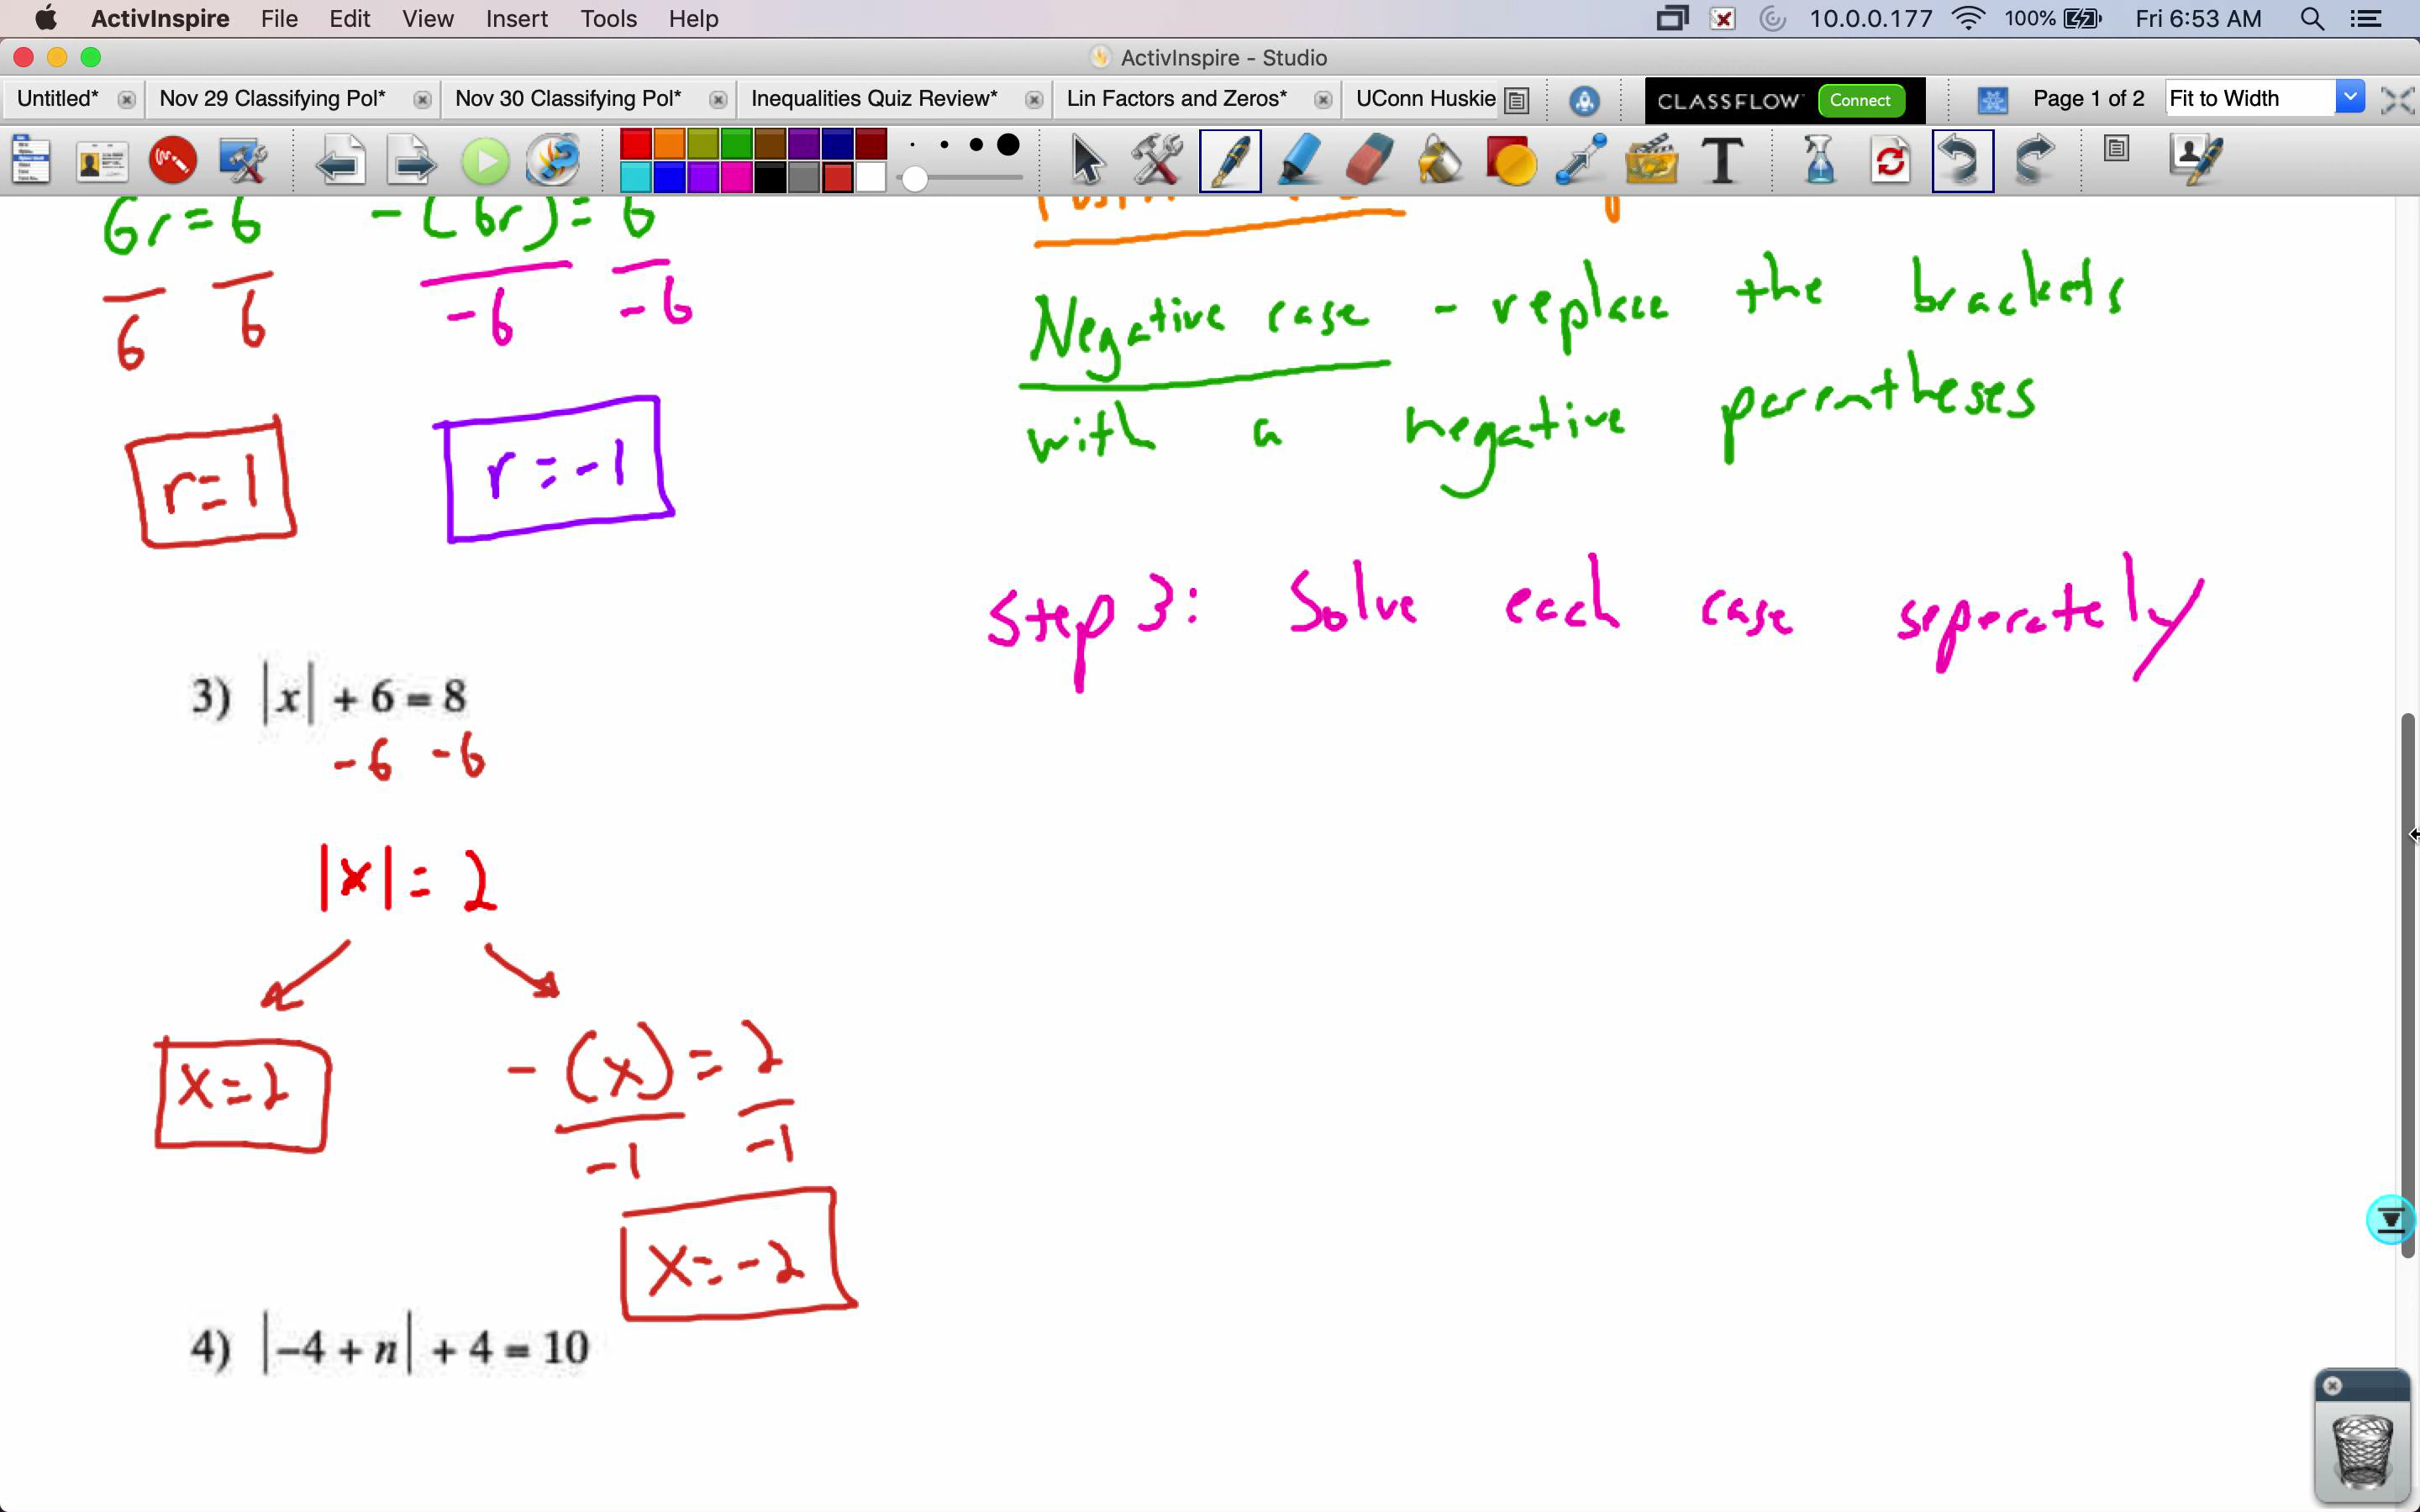 ActivInspire File Edit View Insert Tools Help 10.0.0.177 100% Fri 6:53 AM
ActivInspire - Studio
Untitled* Nov 29 Classifying Pol* Nov 30 Classifying Pol* Inequalities Quiz Review* Lin Factors and Zeros* UConn Huskie CLASSFLOW Connect Page 1 of 2 Fit to Width
T
6r=6 -(6r)=6
6 6 -6 -6
r=1 r=-1
Negative case - replace the brackets
with a negative parentheses
Step 3: Solve each case seperately
3) |x| + 6 = 8
-6 -6
|x|=2
x=2 -(x)=2
-1 -1
x=-2
4) |-4 + n| + 4 = 10